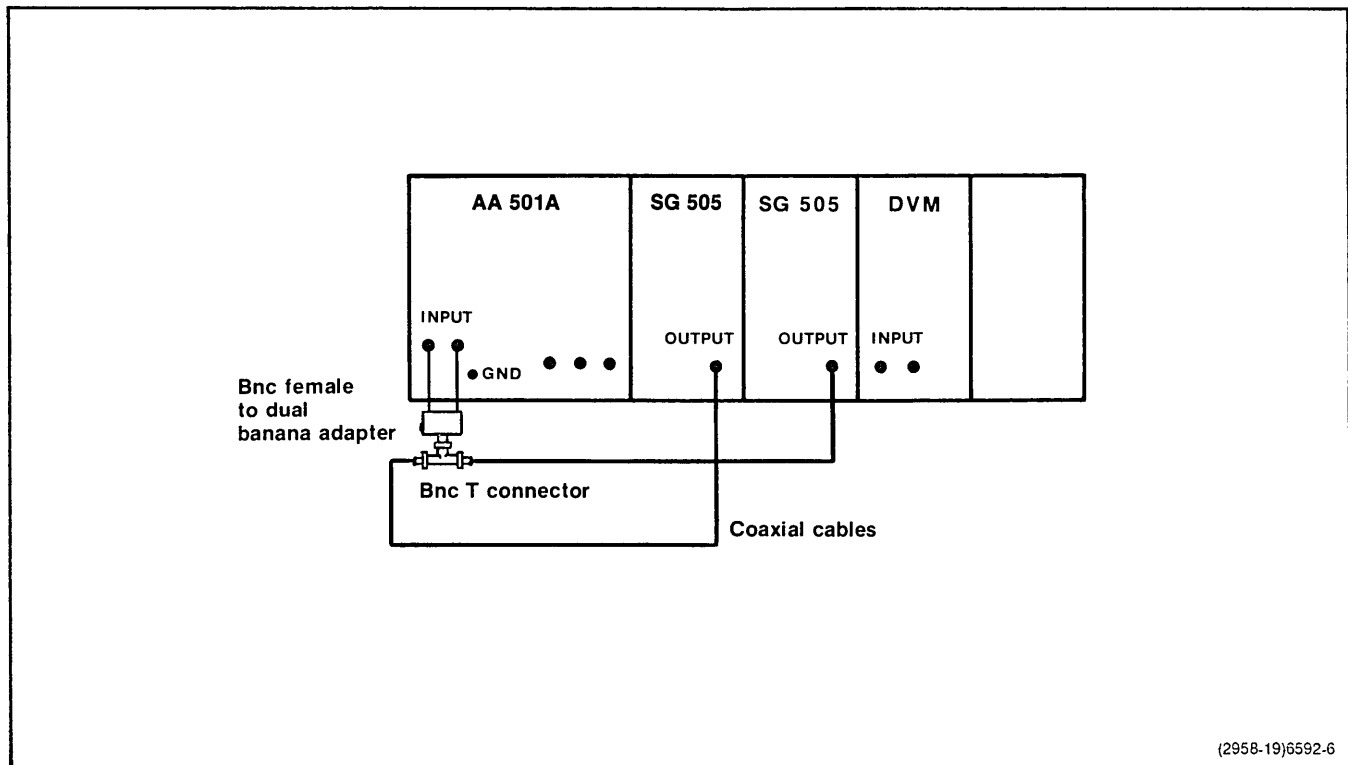 AA 501A
SG 505
SG 505
DVM
INPUT
OUTPUT
OUTPUT
INPUT
GND
Bnc female
to dual
banana adapter
Bnc T connector
Coaxial cables
(2958-19)6592-6